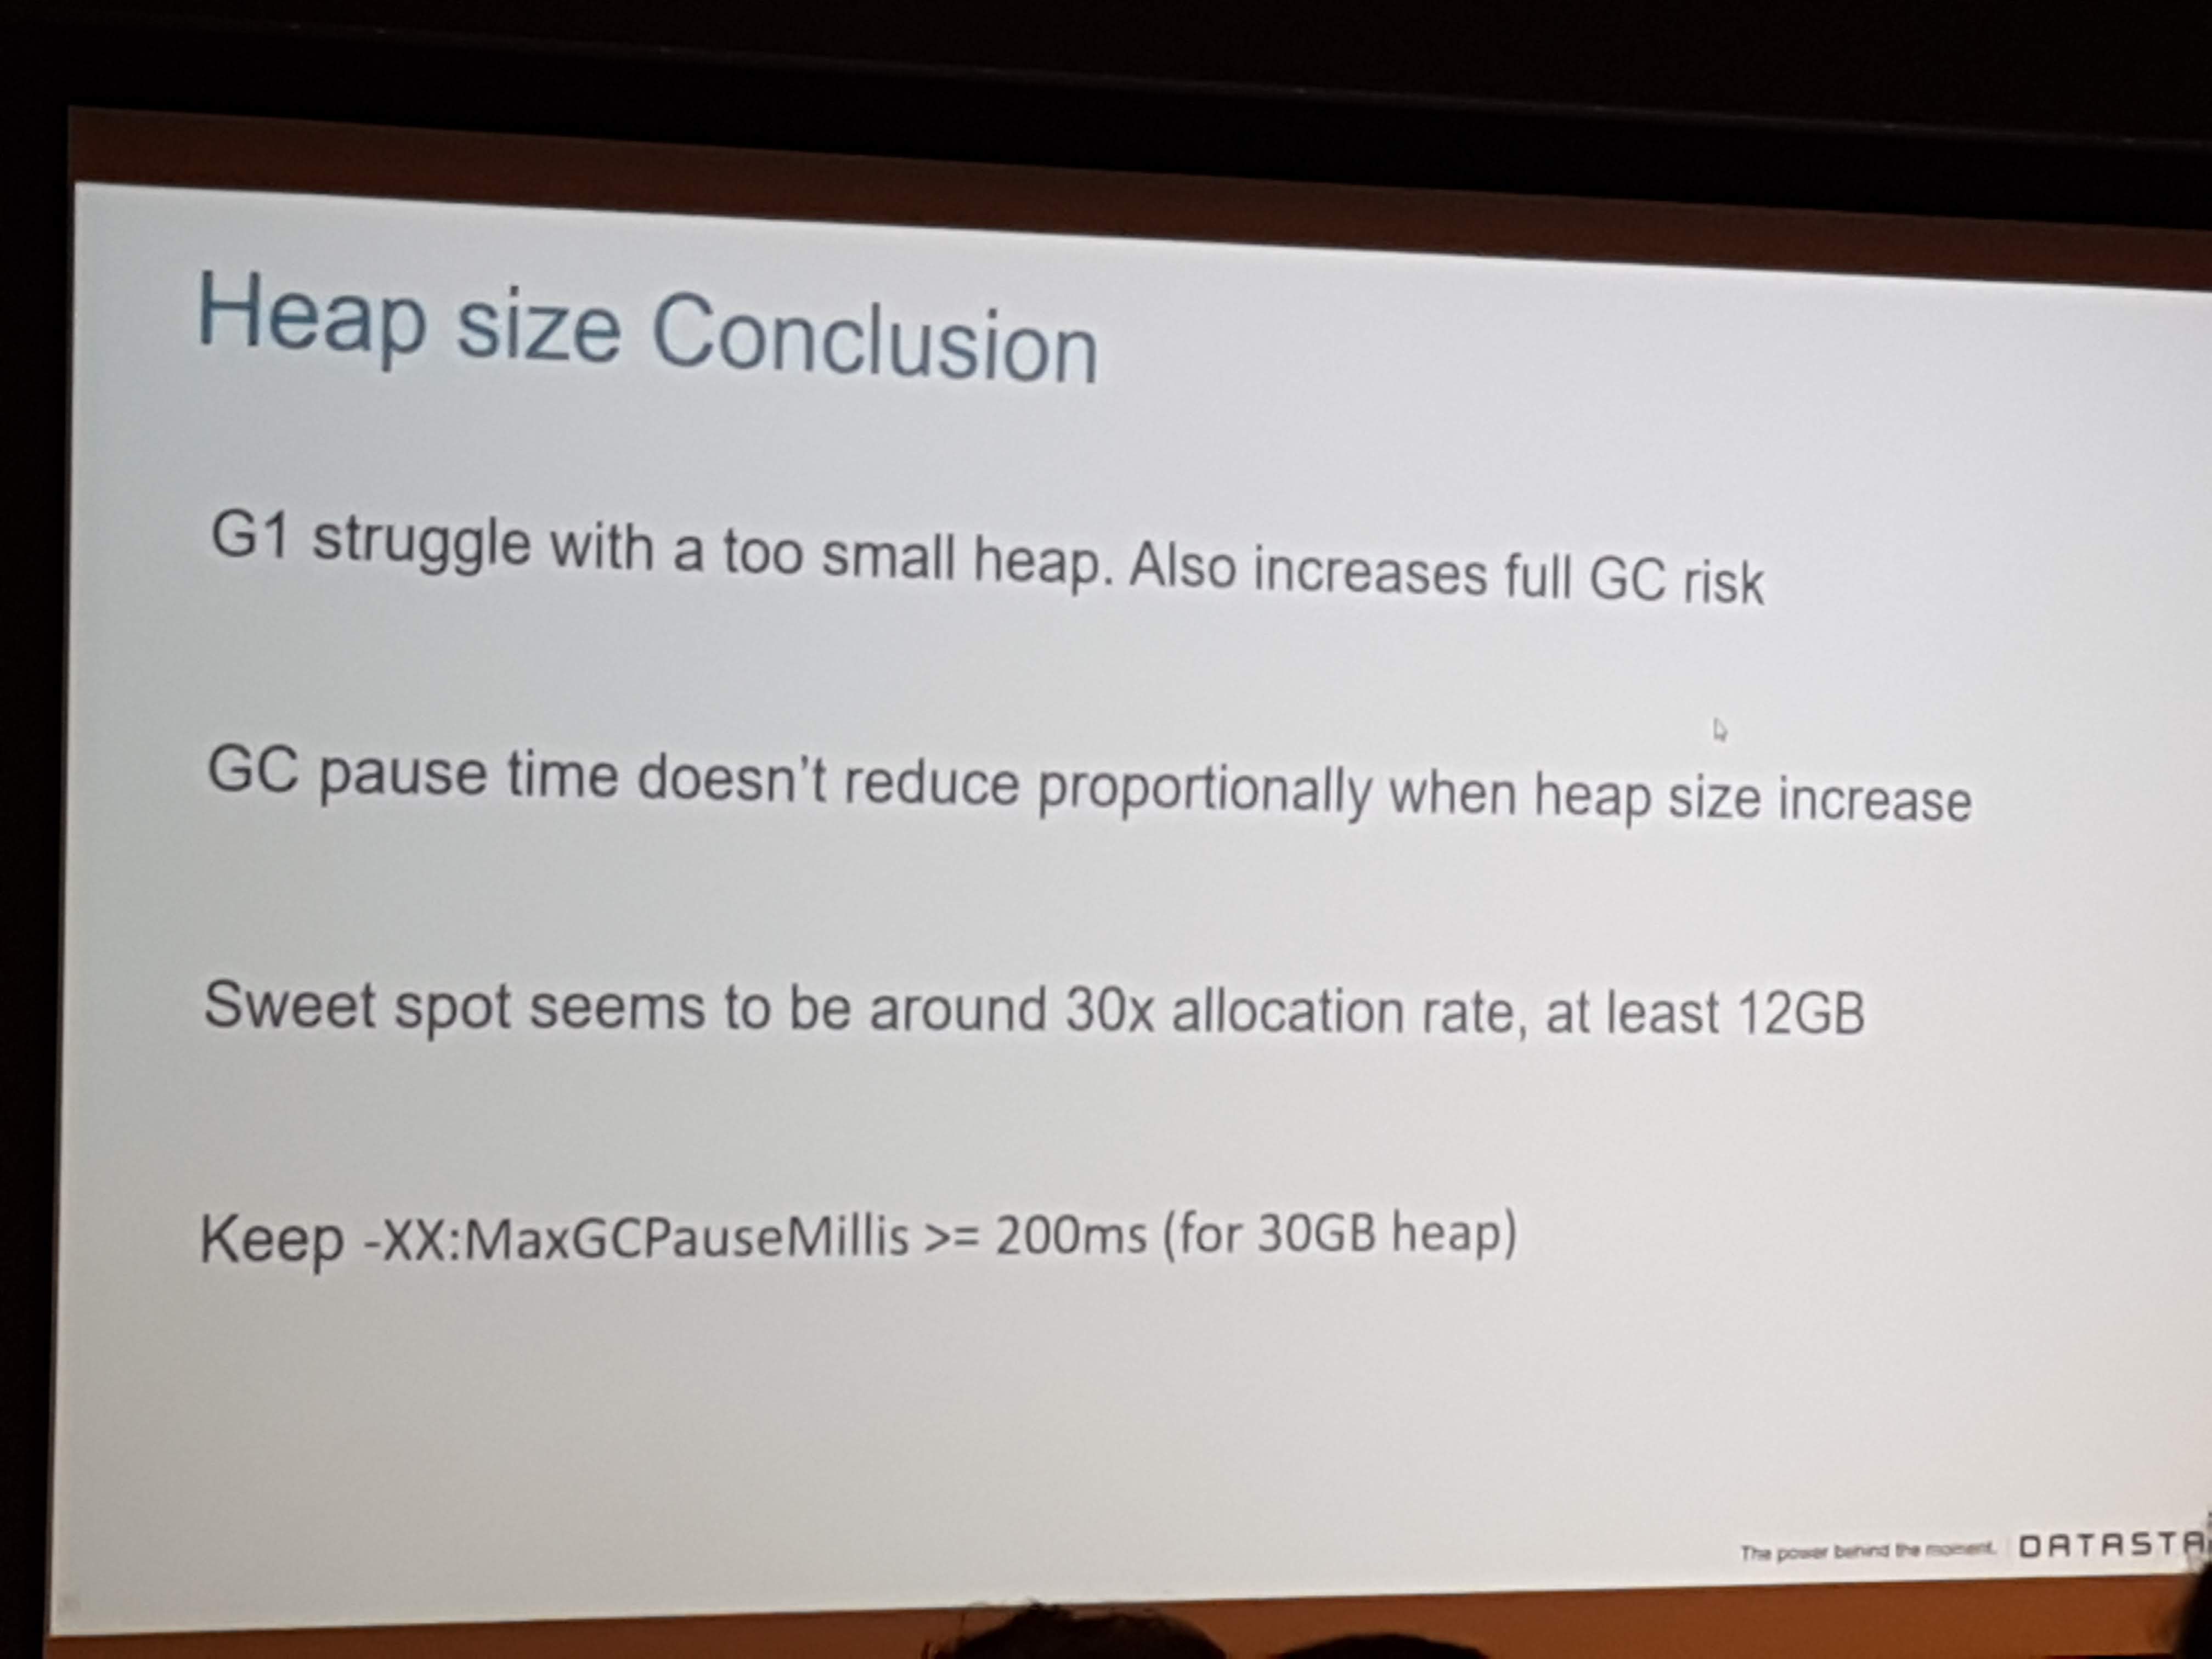 Heap size Conclusion
G1 struggle with a too small heap. Also increases full GC risk
GC pause time doesn't reduce proportionally when heap size increase
Sweet spot seems to be around 30x allocation rate, at least 12GB
Keep -XX:MaxGCPauseMillis >= 200ms (for 30GB heap)
The power behind the moment. DATASTA